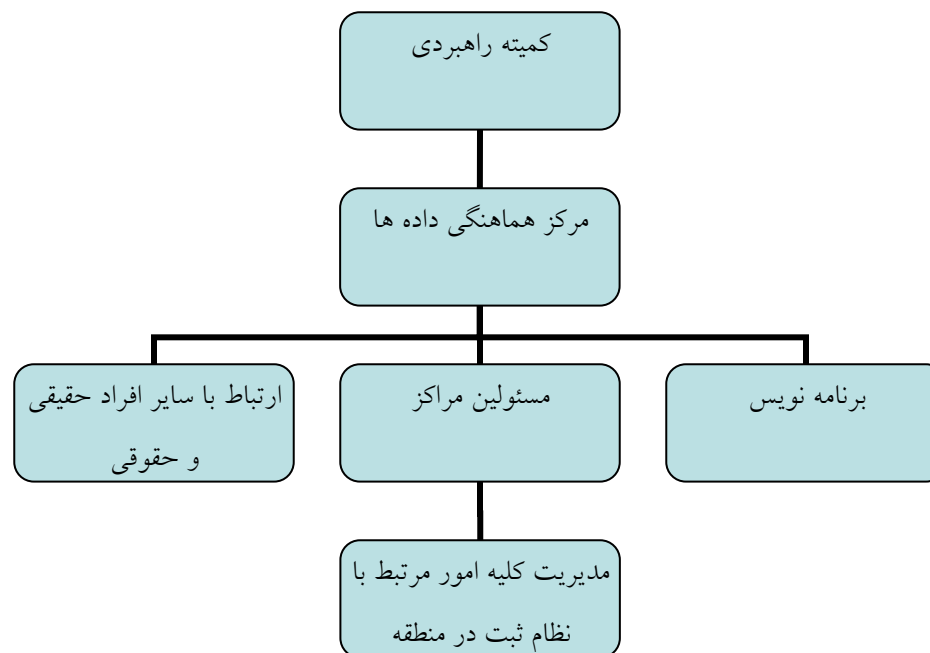 کمیته راهبردی
مرکز هماهنگی داده ها
برنامه نویس
مسئولین مراکز
ارتباط با سایر افراد حقیقی
و حقوقی
مدیریت کلیه امور مرتبط با
نظام ثبت در منطقه